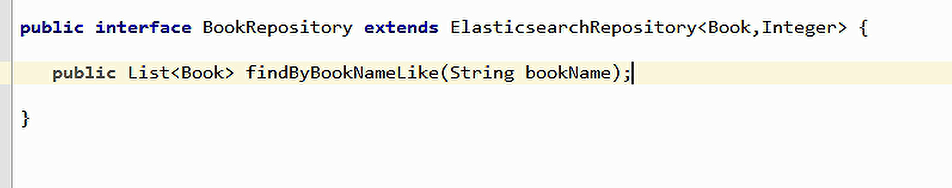 public interface BookRepository extends ElasticsearchRepository<Book,Integer> {
public List<Book> findByBookNameLike(String bookName);
}